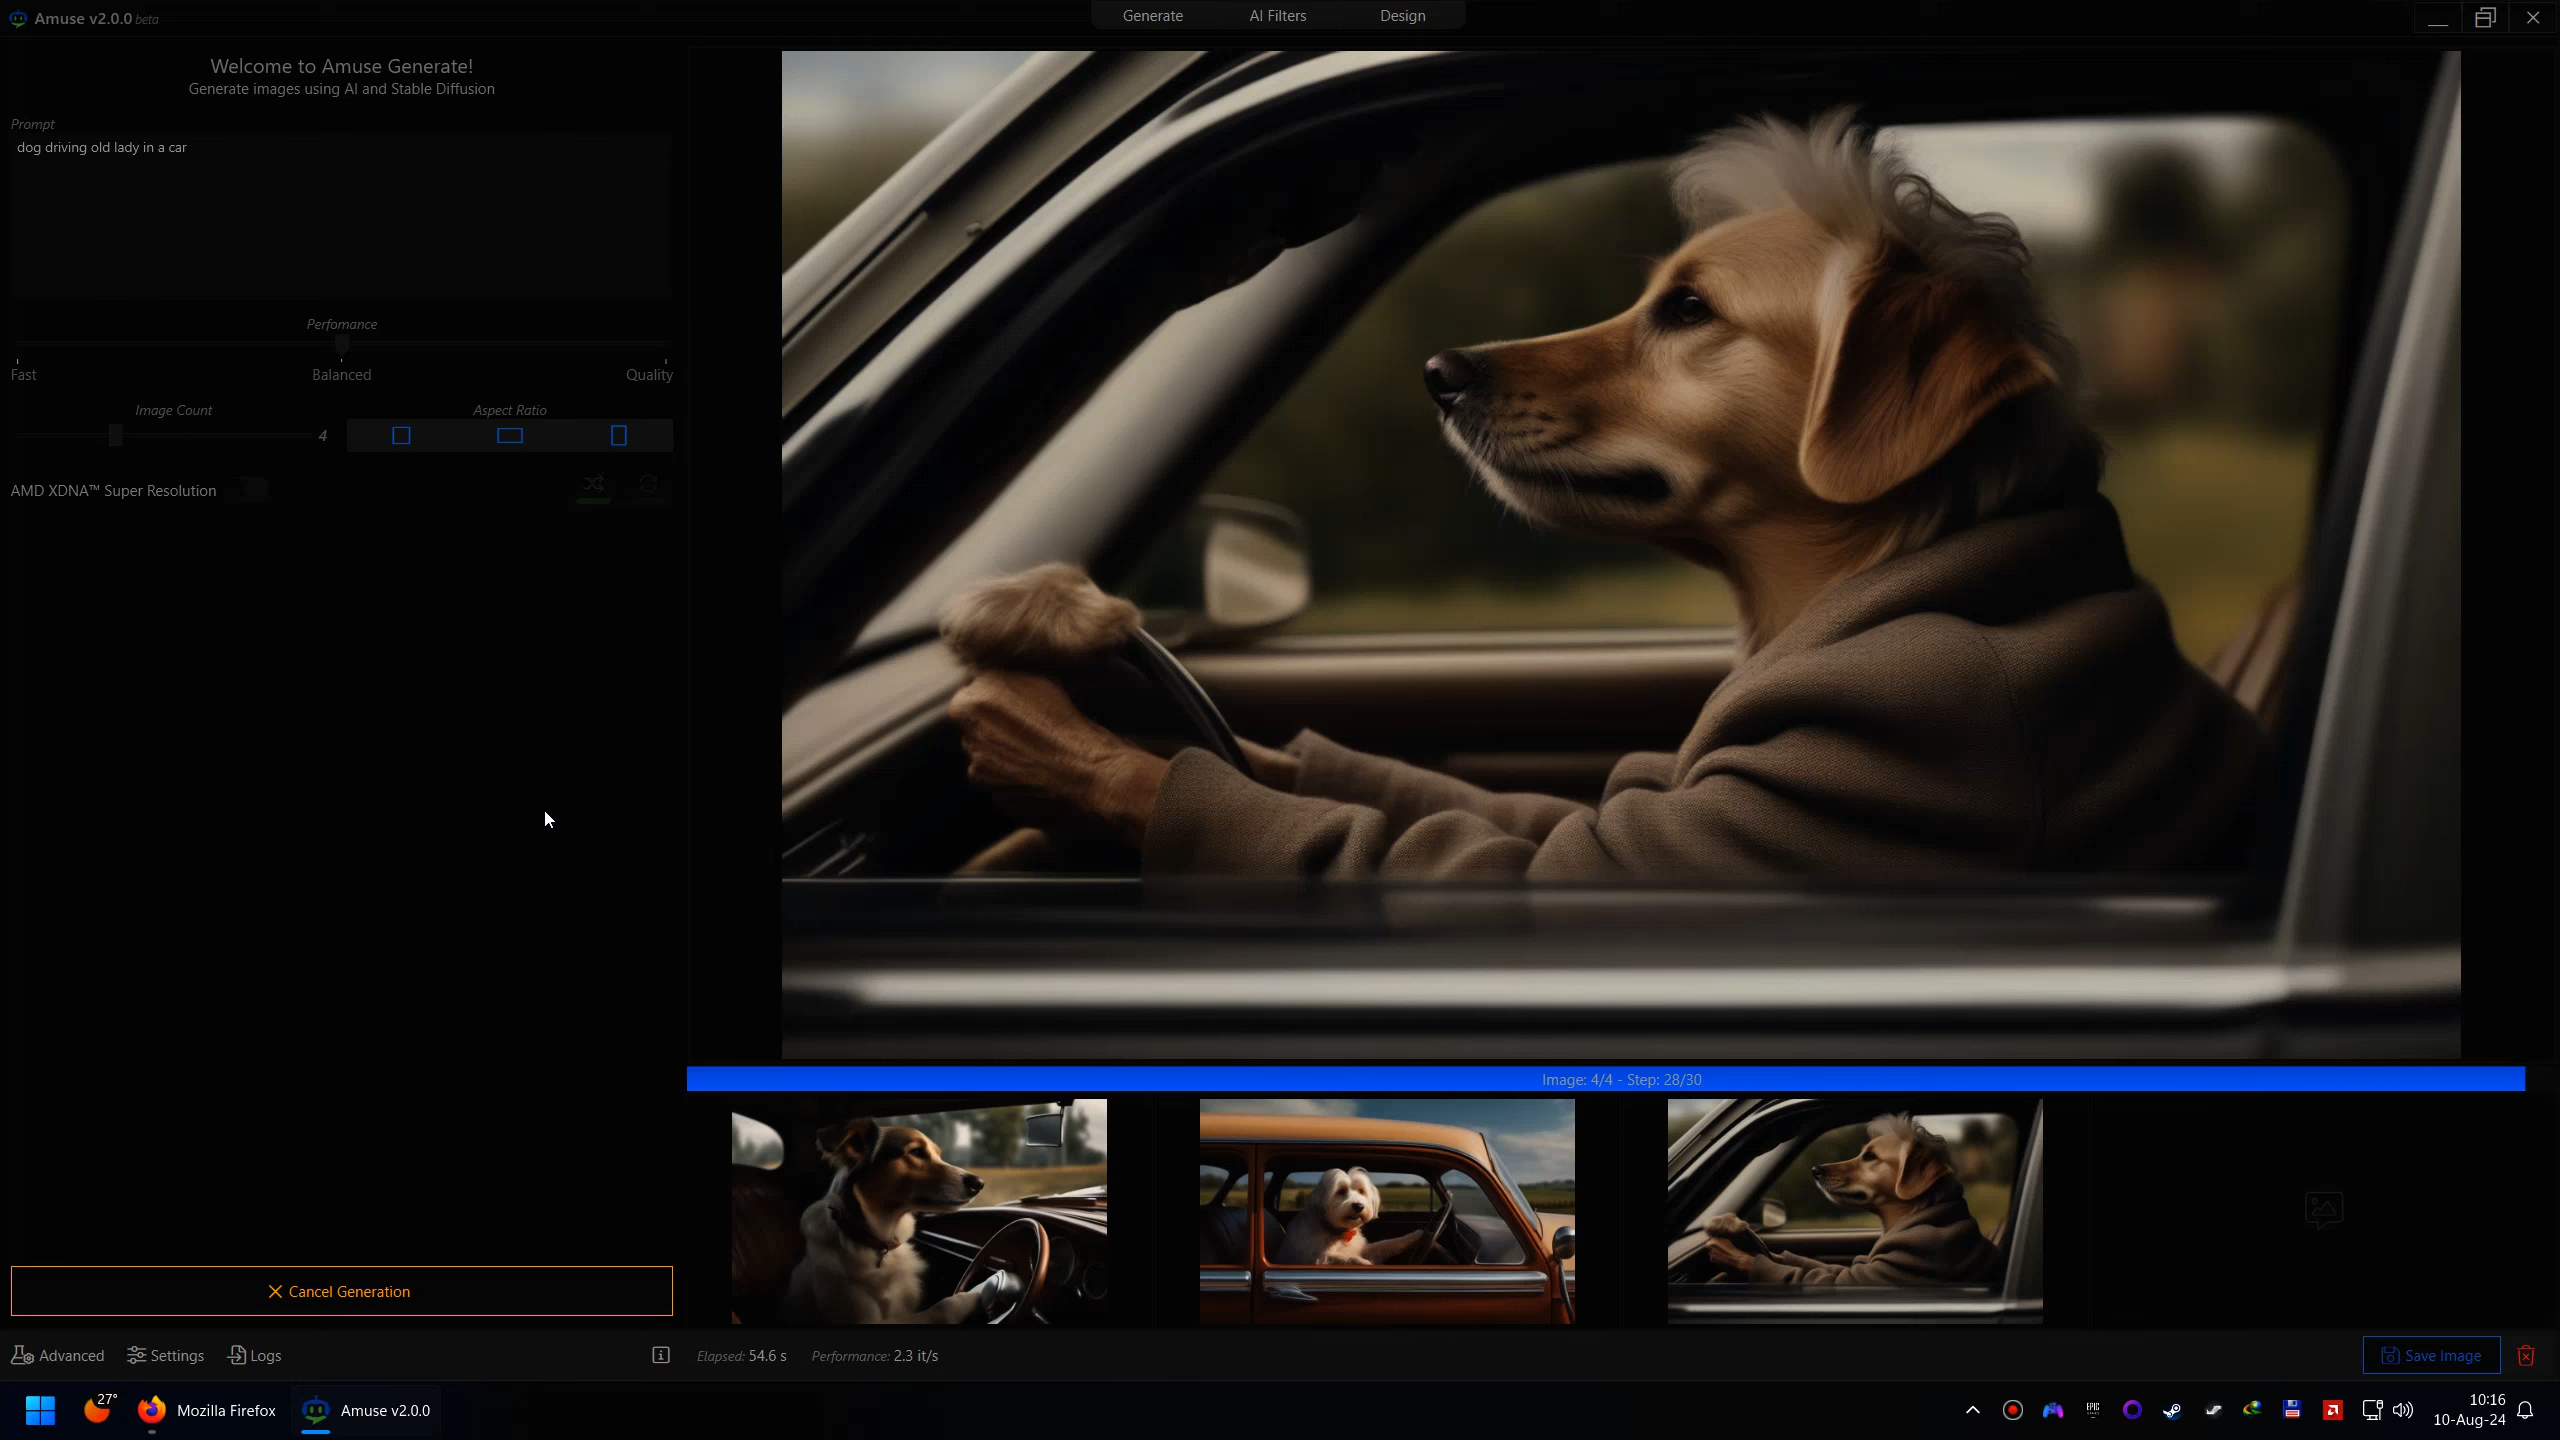 Amuse v2.0.0 beta
Generate
AI Filters
Design
Welcome to Amuse Generate!
Generate images using AI and Stable Diffusion
Prompt
dog driving old lady in a car
Perfomance
Fast
Balanced
Quality
Image Count
Aspect Ratio
4
AMD XDNA™ Super Resolution
Image: 4/4 - Step: 28/30
Cancel Generation
Advanced
Settings
Logs
Elapsed: 54.6 s
Performance: 2.3 it/s
Save Image
27°
Mozilla Firefox
Amuse v2.0.0
EPIC
10:16
10-Aug-24